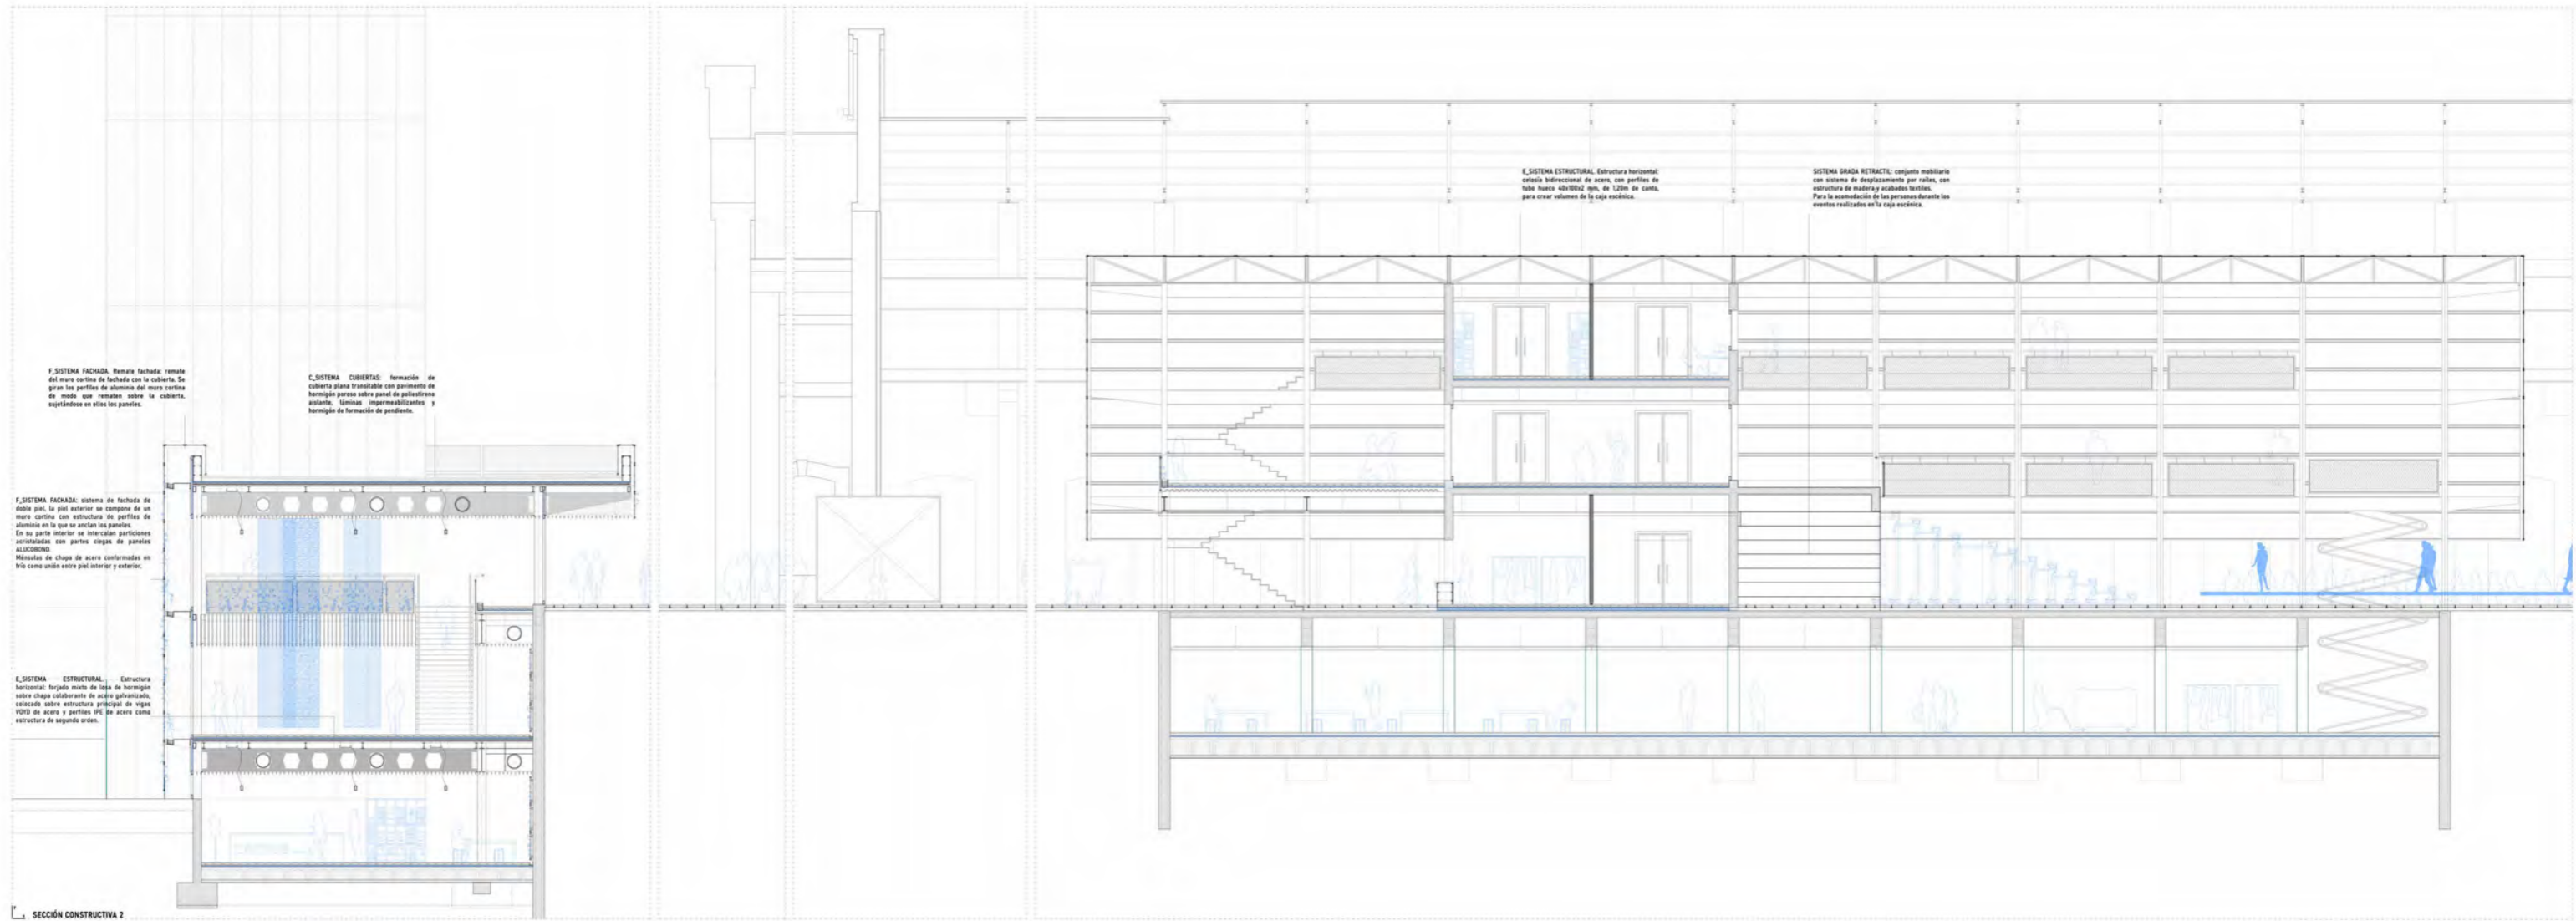 E_SISTEMA ESTRUCTURAL. Estructura horizontal:
celosía bidireccional de acero, con perfiles de
tubo hueco 40x100x2 mm, de 1,20m de canto,
para crear volumen de la caja escénica.
SISTEMA GRADA RETRACTIL: conjunto mobiliario
con sistema de desplazamiento por railes, con
estructura de madera y acabados textiles.
Para la acomodación de las personas durante los
eventos realizados en la caja escénica.
F_SISTEMA FACHADA. Remate fachada: remate
del muro cortina de fachada con la cubierta. Se
giran los perfiles de aluminio del muro cortina
de modo que rematen sobre la cubierta,
sujetándose en ellos los paneles.
C_SISTEMA CUBIERTAS: formación de
cubierta plana transitable con pavimento de
hormigón poroso sobre panel de poliestireno
aislante, láminas impermeabilizantes y
hormigón de formación de pendiente.
F_SISTEMA FACHADA: sistema de fachada de
doble piel, la piel exterior se compone de un
muro cortina con estructura de perfiles de
aluminio en la que se anclan los paneles.
En su parte interior se intercalan particiones
acristaladas con partes ciegas de paneles
ALUCOBOND.
Ménsulas de chapa de acero conformadas en
frío como unión entre piel interior y exterior.
E_SISTEMA ESTRUCTURAL. Estructura
horizontal: forjado mixto de losa de hormigón
sobre chapa colaborante de acero galvanizado,
colocado sobre estructura principal de vigas
VOYD de acero y perfiles IPE de acero como
estructura de segundo orden.
SECCIÓN CONSTRUCTIVA 2